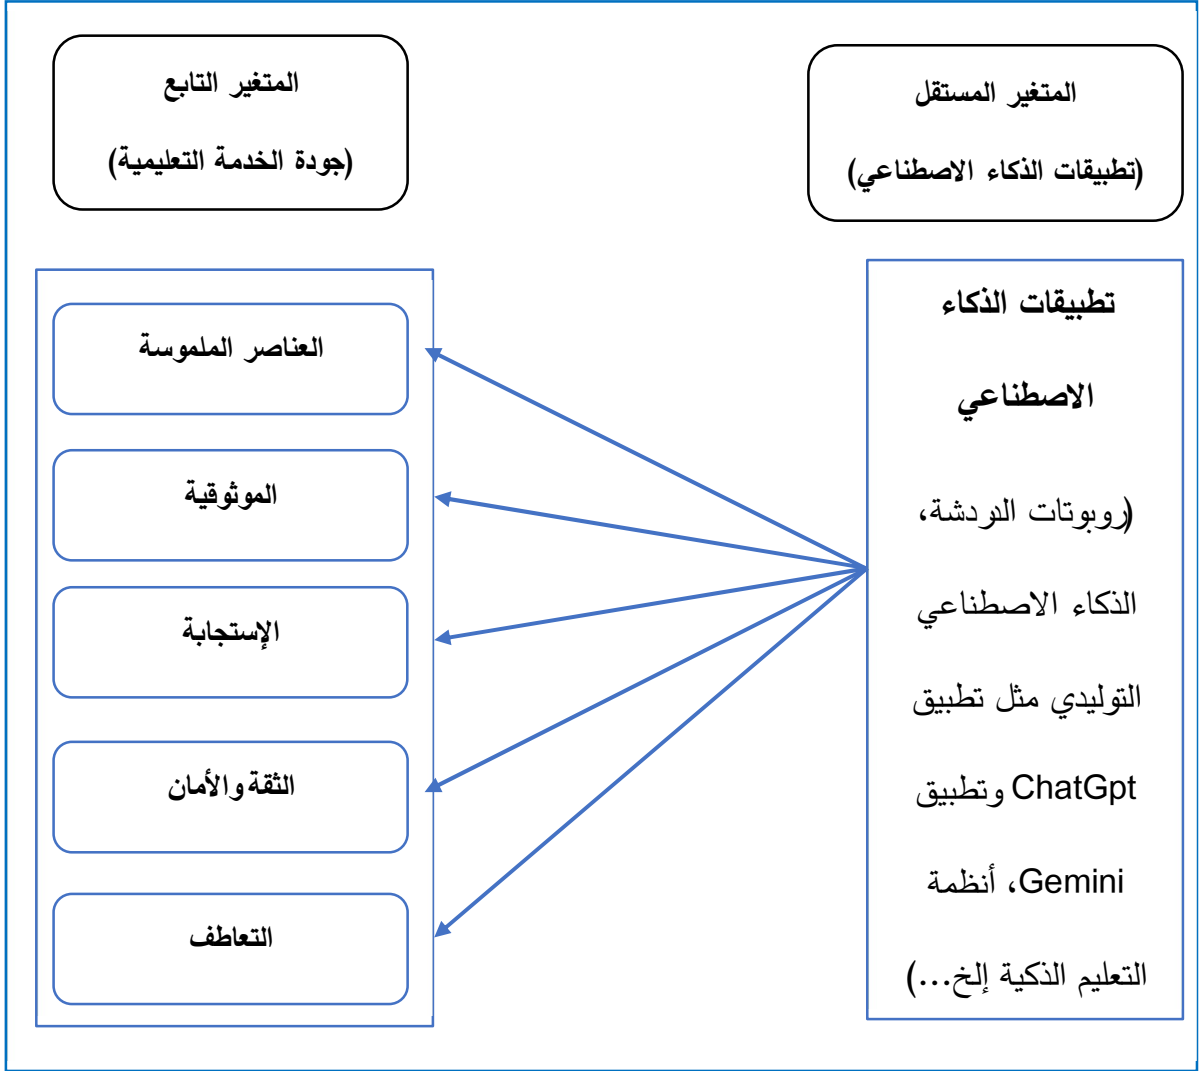 المتغير المستقل
(تطبيقات الذكاء الاصطناعي)
المتغير التابع
(جودة الخدمة التعليمية)
تطبيقات الذكاء
الاصطناعي
(روبوتات الدردشة،
الذكاء الاصطناعي
التوليدي مثل تطبيق
ChatGpt وتطبيق
Gemini، أنظمة
التعليم الذكية إلخ...)
العناصر الملموسة
الموثوقية
الإستجابة
الثقة والأمان
التعاطف